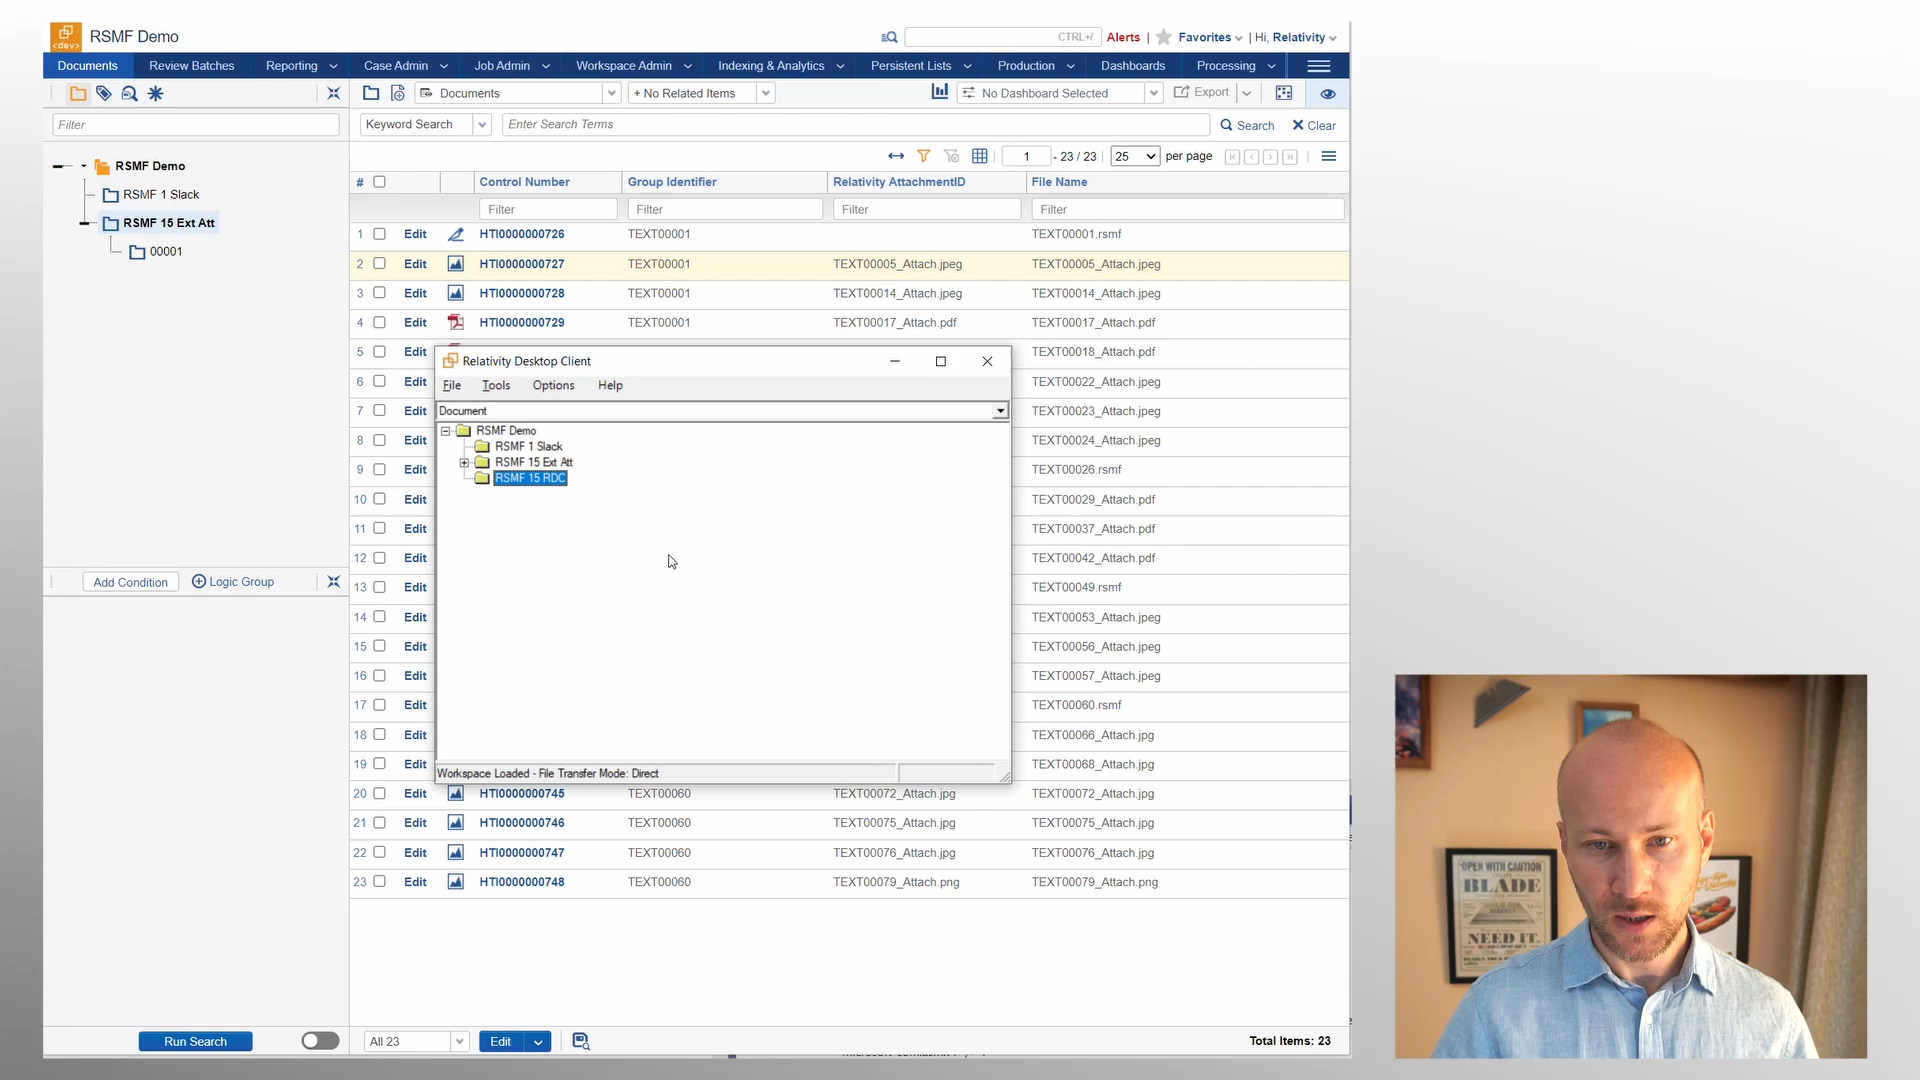 <dev> RSMF Demo CTRL+/ Alerts | Favorites | Hi, Relativity
Documents Review Batches Reporting Case Admin Job Admin Workspace Admin Indexing & Analytics Persistent Lists Production Dashboards Processing
Documents + No Related Items No Dashboard Selected Export
Filter Keyword Search Enter Search Terms Search Clear
1 - 23 / 23 25 per page
RSMF Demo
RSMF 1 Slack
RSMF 15 Ext Att
00001
# Control Number Group Identifier Relativity AttachmentID File Name
Filter Filter Filter Filter
1 Edit HTI0000000726 TEXT00001 TEXT00001.rsmf
2 Edit HTI0000000727 TEXT00001 TEXT00005_Attach.jpeg TEXT00005_Attach.jpeg
3 Edit HTI0000000728 TEXT00001 TEXT00014_Attach.jpeg TEXT00014_Attach.jpeg
4 Edit HTI0000000729 TEXT00001 TEXT00017_Attach.pdf TEXT00017_Attach.pdf
5 Edit TEXT00018_Attach.pdf
6 Edit TEXT00022_Attach.jpeg
7 Edit TEXT00023_Attach.jpeg
8 Edit TEXT00024_Attach.jpeg
9 Edit TEXT00026.rsmf
10 Edit TEXT00029_Attach.pdf
11 Edit TEXT00037_Attach.pdf
12 Edit TEXT00042_Attach.pdf
13 Edit TEXT00049.rsmf
14 Edit TEXT00053_Attach.jpeg
15 Edit TEXT00056_Attach.jpeg
16 Edit TEXT00057_Attach.jpeg
17 Edit TEXT00060.rsmf
18 Edit TEXT00066_Attach.jpg
19 Edit TEXT00068_Attach.jpg
20 Edit HTI0000000745 TEXT00060 TEXT00072_Attach.jpg TEXT00072_Attach.jpg
21 Edit HTI0000000746 TEXT00060 TEXT00075_Attach.jpg TEXT00075_Attach.jpg
22 Edit HTI0000000747 TEXT00060 TEXT00076_Attach.jpg TEXT00076_Attach.jpg
23 Edit HTI0000000748 TEXT00060 TEXT00079_Attach.png TEXT00079_Attach.png
Relativity Desktop Client
File Tools Options Help
Document
RSMF Demo
RSMF 1 Slack
RSMF 15 Ext Att
RSMF 15 RDC
Workspace Loaded - File Transfer Mode: Direct
Add Condition Logic Group
Run Search All 23 Edit Total Items: 23
OPEN WITH CAUTION
BLADE
NEED IT.